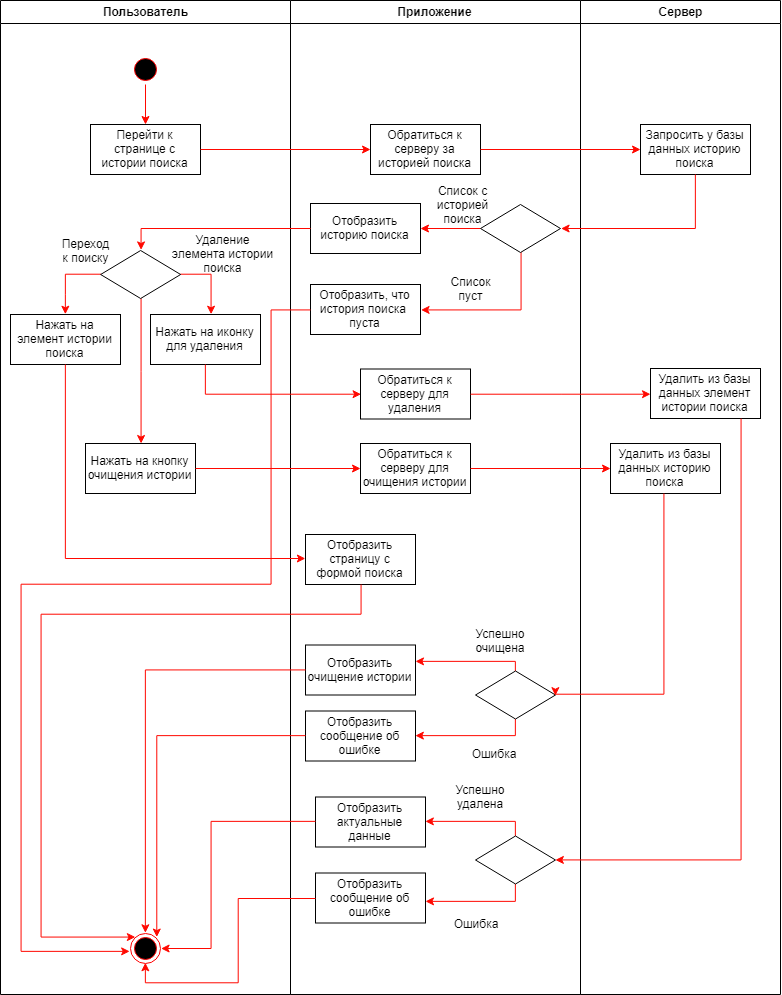 Пользователь
Приложение
Сервер
Перейти к
странице с
истории поиска
Обратиться к
серверу за
историей поиска
Запросить у базы
данных историю
поиска
Список с
историей
поиска
Отобразить
историю поиска
Переход
к поиску
Удаление
элемента истории
поиска
Список
пуст
Отобразить, что
история поиска
пуста
Нажать на
элемент истории
поиска
Нажать на иконку
для удаления
Обратиться к
серверу для
удаления
Удалить из базы
данных элемент
истории поиска
Нажать на кнопку
очищения истории
Обратиться к
серверу для
очищения истории
Удалить из базы
данных историю
поиска
Отобразить
страницу с
формой поиска
Успешно
очищена
Отобразить
очищение истории
Отобразить
сообщение об
ошибке
Ошибка
Успешно
удалена
Отобразить
актуальные
данные
Отобразить
сообщение об
ошибке
Ошибка